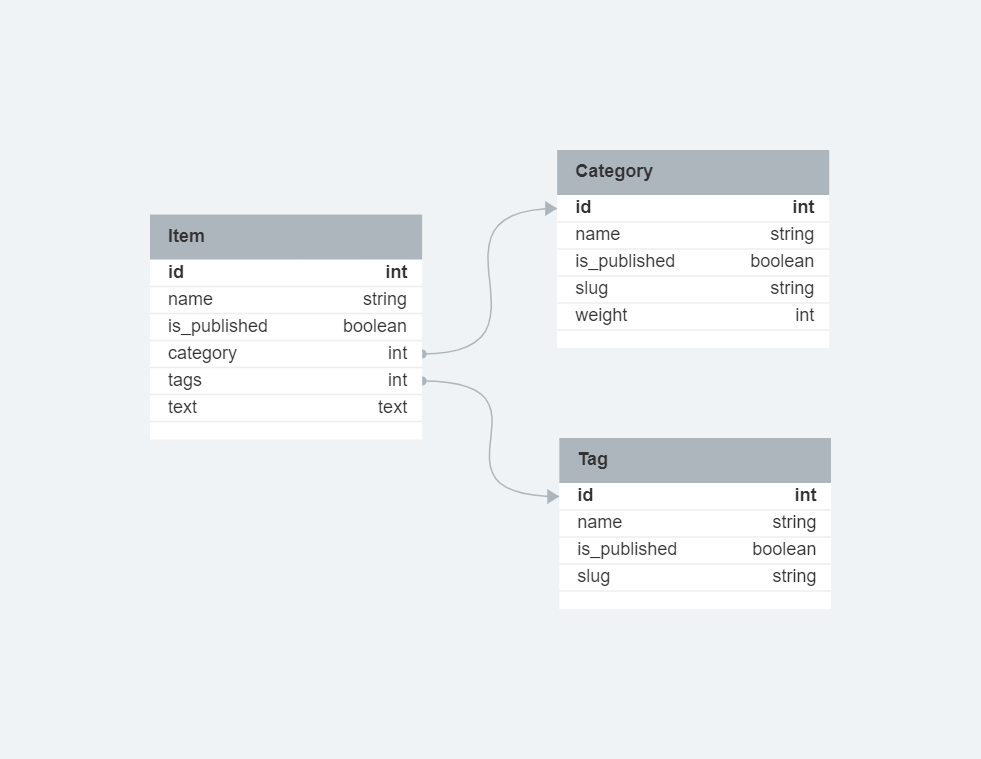 Item
id int
name string
is_published boolean
category int
tags int
text text
Category
id int
name string
is_published boolean
slug string
weight int
Tag
id int
name string
is_published boolean
slug string